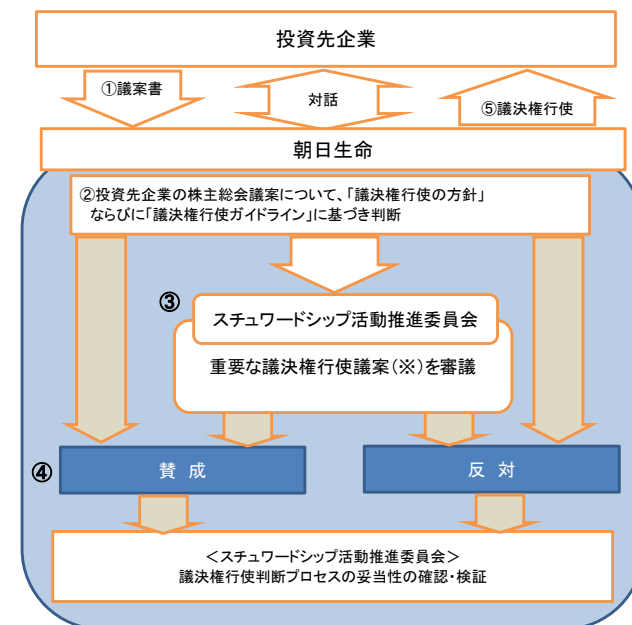 投資先企業
①議案書
対話
⑤議決権行使
朝日生命
②投資先企業の株主総会議案について、「議決権行使の方針」
ならびに「議決権行使ガイドライン」に基づき判断
③
スチュワードシップ活動推進委員会
重要な議決権行使議案(※)を審議
④
賛 成
反 対
＜スチュワードシップ活動推進委員会＞
議決権行使判断プロセスの妥当性の確認・検証